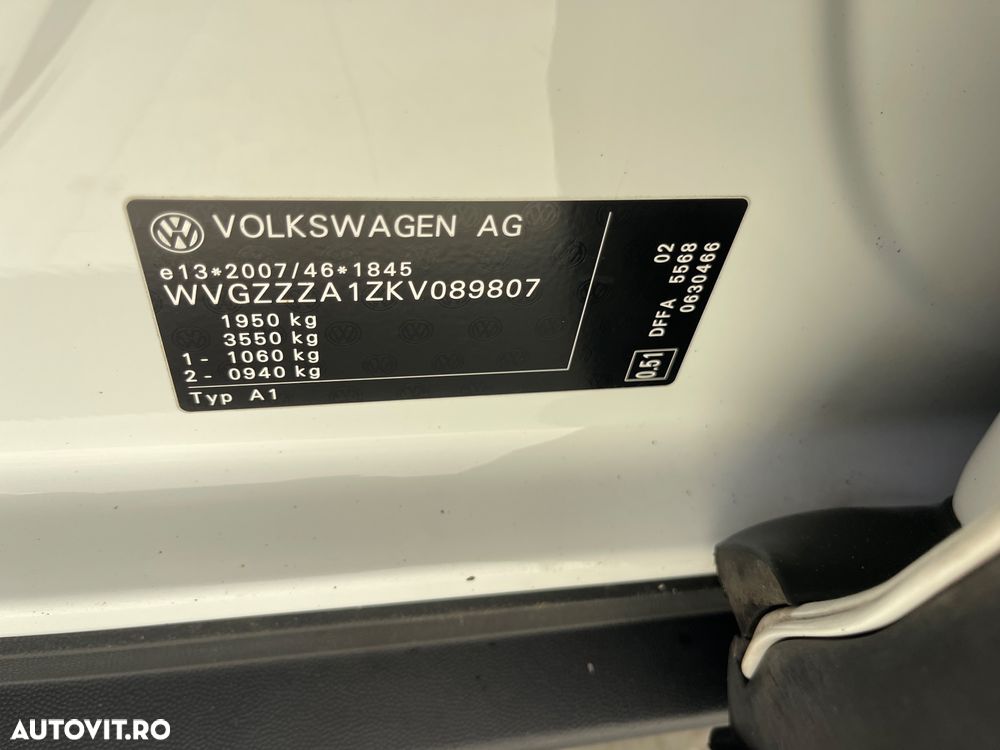 VOLKSWAGEN AG
e13*2007/46*1845
WVGZZZA1ZKV089807
1950 kg
3550 kg
1 - 1060 kg
2 - 0940 kg
Typ A1
02
DFFA 5568
0630466
0.51
AUTOVIT.RO